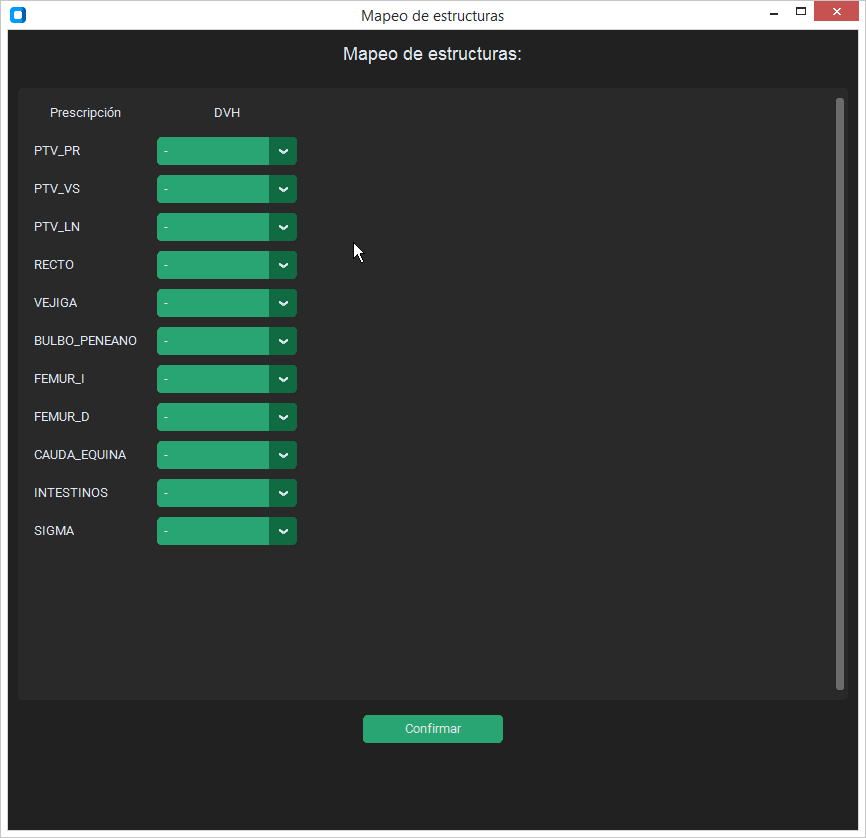 Mapeo de estructuras
Mapeo de estructuras:
Prescripción DVH
PTV_PR -
PTV_VS -
PTV_LN -
RECTO -
VEJIGA -
BULBO_PENEANO -
FEMUR_I -
FEMUR_D -
CAUDA_EQUINA -
INTESTINOS -
SIGMA -
Confirmar